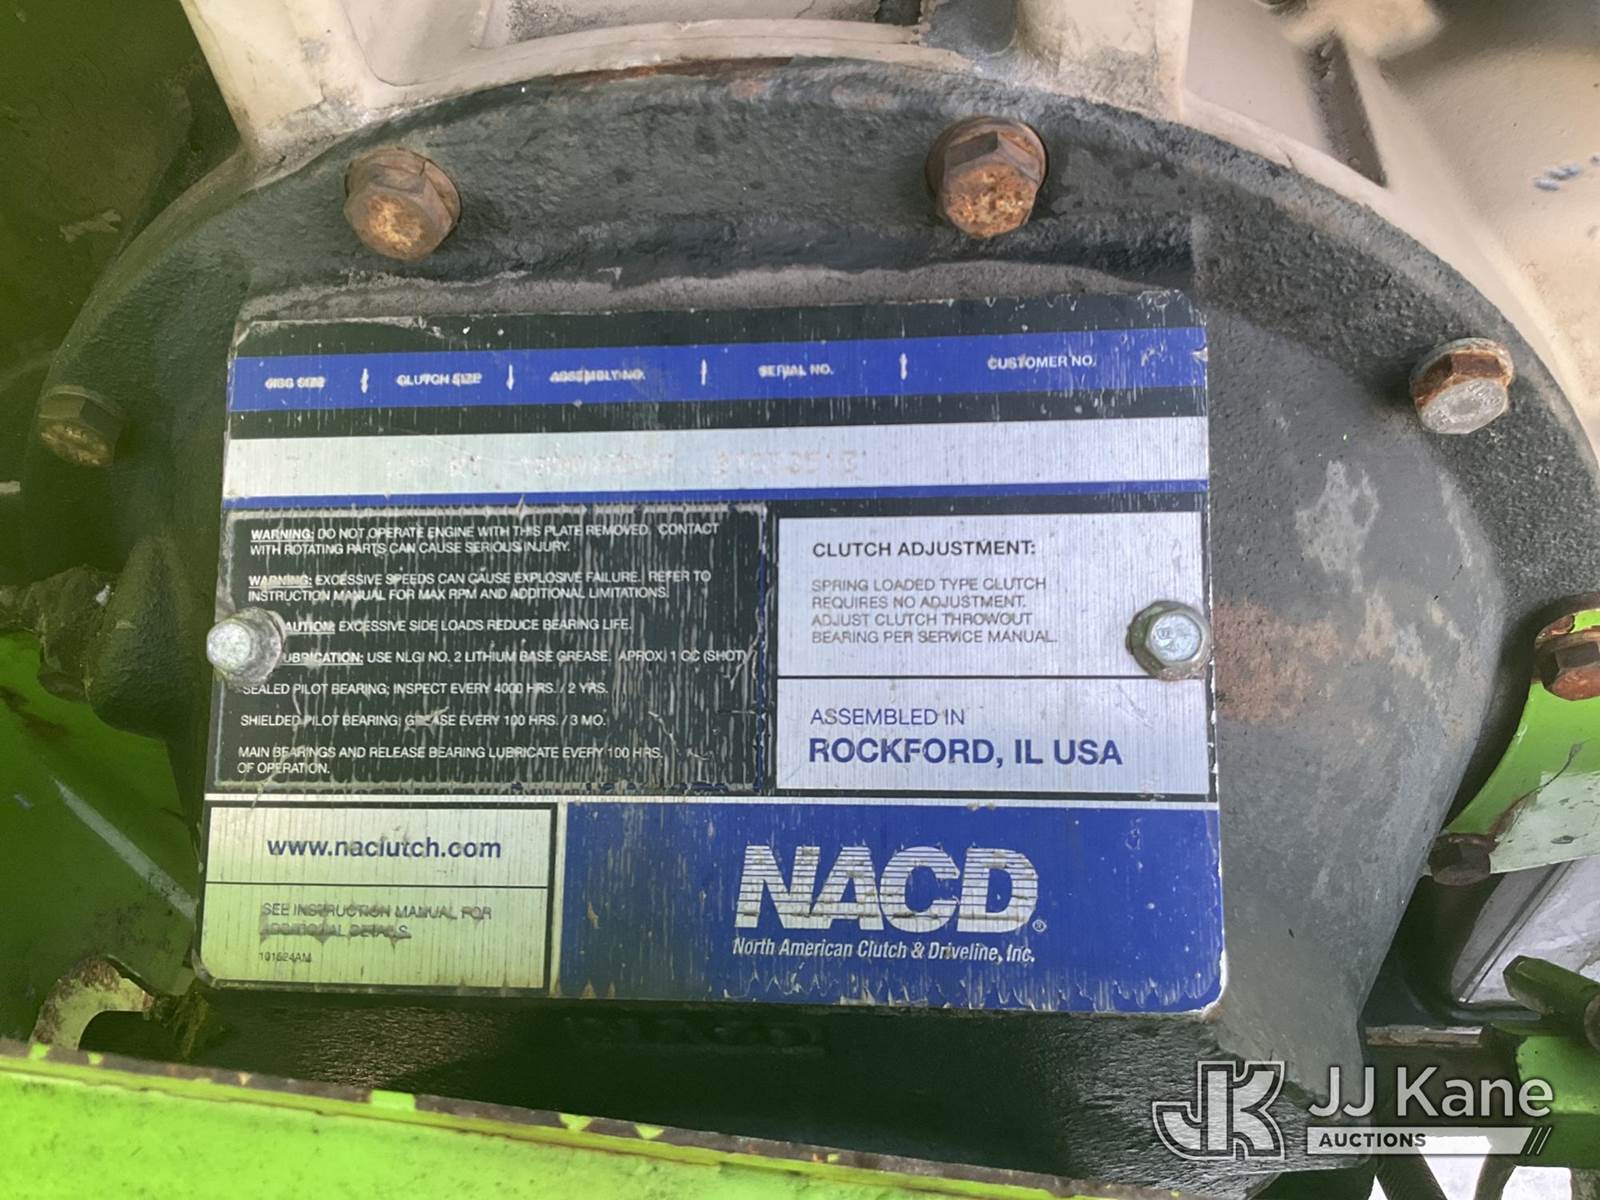 CLUTCH SIZE
ASSEMBLY NO.
SERIAL NO.
CUSTOMER NO.
WARNING: DO NOT OPERATE ENGINE WITH THIS PLATE REMOVED. CONTACT
WITH ROTATING PARTS CAN CAUSE SERIOUS INJURY.
WARNING: EXCESSIVE SPEEDS CAN CAUSE EXPLOSIVE FAILURE. REFER TO
INSTRUCTION MANUAL FOR MAX RPM AND ADDITIONAL LIMITATIONS.
AUTION: EXCESSIVE SIDE LOADS REDUCE BEARING LIFE.
UBRICATION: USE NLGI NO. 2 LITHIUM BASE GREASE. APROX. 1 CC (SHOT)
SEALED PILOT BEARING; INSPECT EVERY 4000 HRS. / 2 YRS.
SHIELDED PILOT BEARING; GREASE EVERY 100 HRS. / 3 MO.
MAIN BEARINGS AND RELEASE BEARING LUBRICATE EVERY 100 HRS.
OF OPERATION.
CLUTCH ADJUSTMENT:
SPRING LOADED TYPE CLUTCH
REQUIRES NO ADJUSTMENT.
ADJUST CLUTCH THROWOUT
BEARING PER SERVICE MANUAL.
ASSEMBLED IN
ROCKFORD, IL USA
www.naclutch.com
SEE INSTRUCTION MANUAL FOR
ADDITIONAL DETAILS.
101624AM
NACD®
North American Clutch & Driveline, Inc.
JK JJ Kane
AUCTIONS